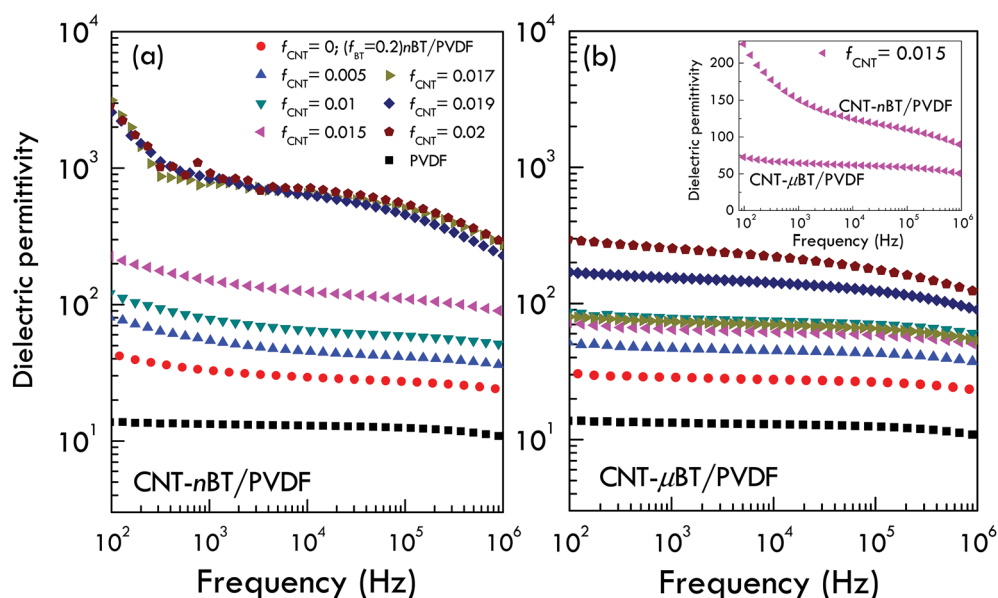 (a)
f_CNT = 0; (f_BT=0.2)nBT/PVDF
f_CNT = 0.005
f_CNT = 0.017
f_CNT = 0.01
f_CNT = 0.019
f_CNT = 0.015
f_CNT = 0.02
PVDF
10^4
10^3
10^2
10^1
Dielectric permittivity
CNT-nBT/PVDF
10^2 10^3 10^4 10^5 10^6
Frequency (Hz)
(b)
10^4
10^3
10^2
10^1
CNT-μBT/PVDF
10^2 10^3 10^4 10^5 10^6
Frequency (Hz)
f_CNT = 0.015
200
150
100
50
0
Dielectric permittivity
CNT-nBT/PVDF
CNT-μBT/PVDF
10^2 10^3 10^4 10^5 10^6
Frequency (Hz)